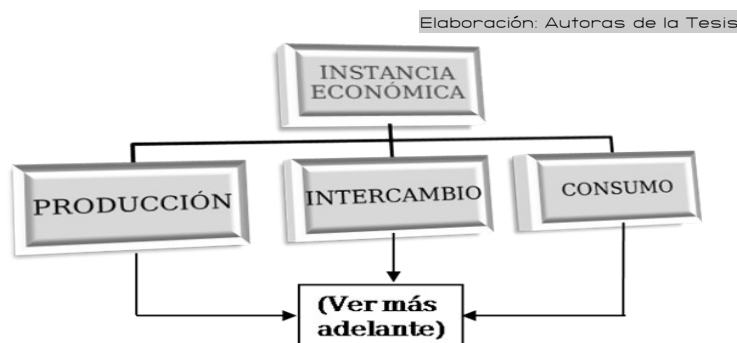 Elaboración: Autoras de la Tesis
INSTANCIA
ECONÓMICA
PRODUCCIÓN
INTERCAMBIO
CONSUMO
(Ver más
adelante)